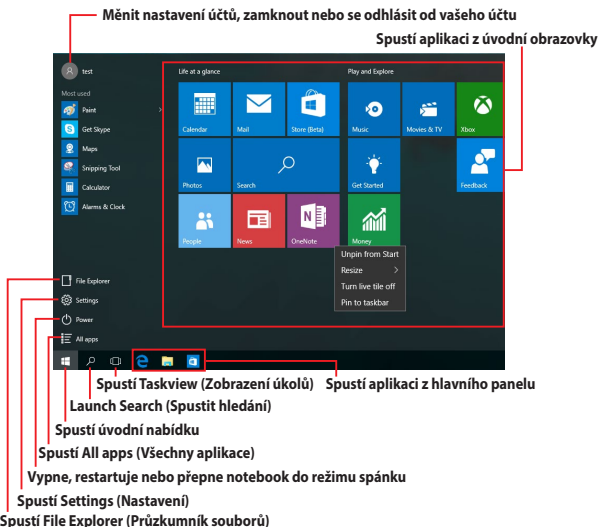 Měnit nastavení účtů, zamknout nebo se odhlásit od vašeho účtu
Spustí aplikaci z úvodní obrazovky
test
Life at a glance
Play and Explore
Most used
Paint
Get Skype
Maps
Snipping Tool
Calculator
Alarms & Clock
Calendar
Mail
Store (Beta)
Music
Movies & TV
Xbox
Photos
Search
Get Started
Feedback
People
News
OneNote
Money
Unpin from Start
Resize
Turn live tile off
Pin to taskbar
File Explorer
Settings
Power
All apps
Spustí Taskview (Zobrazení úkolů)
Spustí aplikaci z hlavního panelu
Launch Search (Spustit hledání)
Spustí úvodní nabídku
Spustí All apps (Všechny aplikace)
Vypne, restartuje nebo přepne notebook do režimu spánku
Spustí Settings (Nastavení)
Spustí File Explorer (Průzkumník souborů)